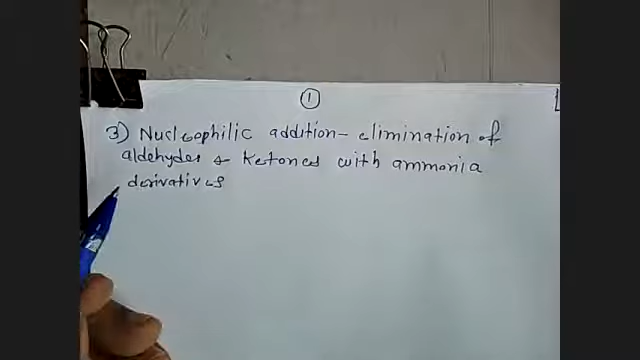 1
3) Nucleophilic addition- elimination of
aldehydes & Ketones with ammonia
derivatives